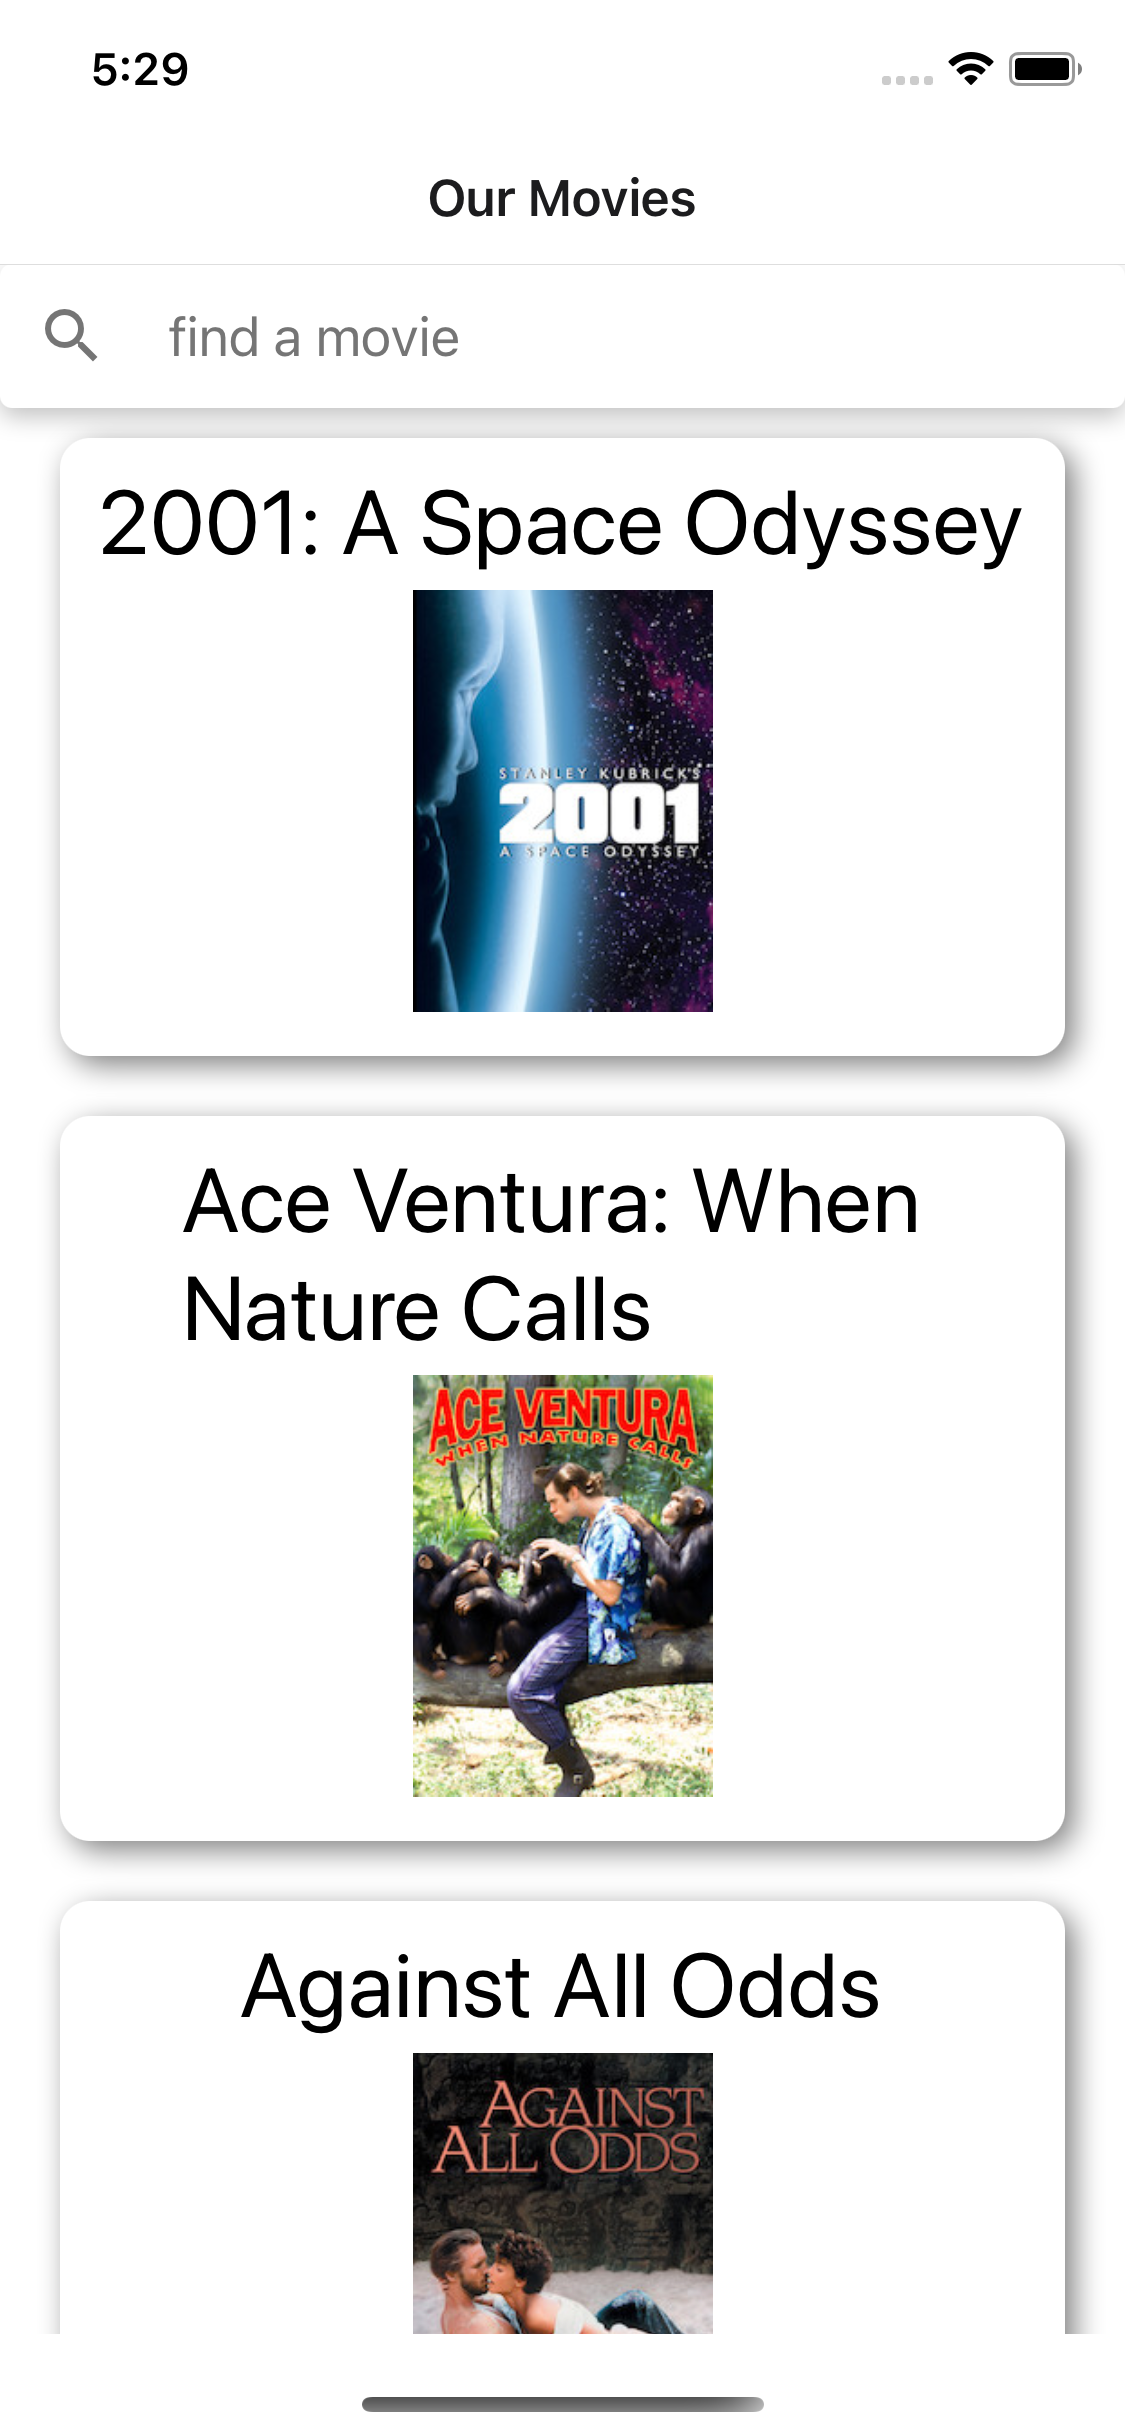 5:29
Our Movies
find a movie
2001: A Space Odyssey
STANLEY KUBRICK'S
2001
A SPACE ODYSSEY
Ace Ventura: When
Nature Calls
ACE VENTURA
WHEN NATURE CALLS
Against All Odds
AGAINST
ALL ODDS